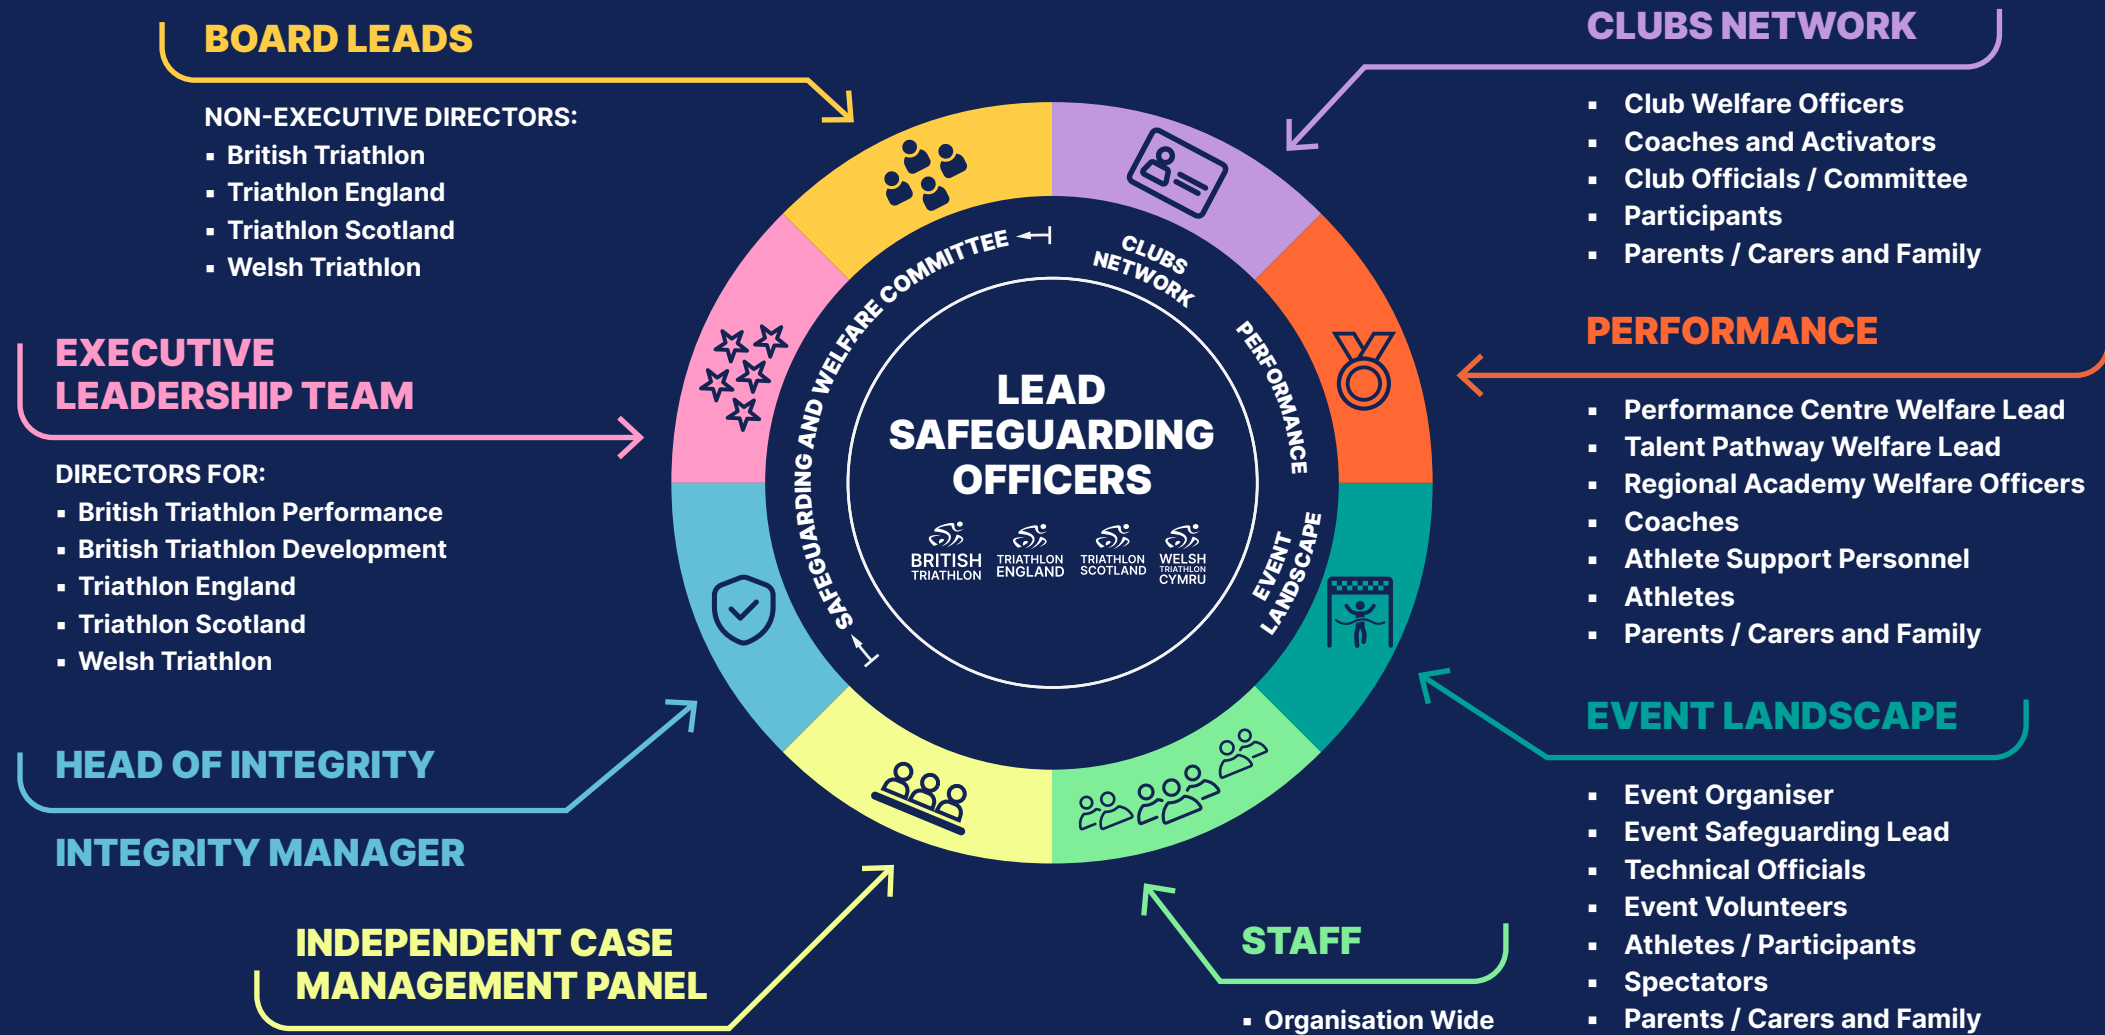 BOARD LEADS
NON-EXECUTIVE DIRECTORS:
▪ British Triathlon
▪ Triathlon England
▪ Triathlon Scotland
▪ Welsh Triathlon
EXECUTIVE
LEADERSHIP TEAM
DIRECTORS FOR:
▪ British Triathlon Performance
▪ British Triathlon Development
▪ Triathlon England
▪ Triathlon Scotland
▪ Welsh Triathlon
HEAD OF INTEGRITY
INTEGRITY MANAGER
INDEPENDENT CASE
MANAGEMENT PANEL
SAFEGUARDING AND WELFARE COMMITTEE
CLUBS
NETWORK
PERFORMANCE
EVENT
LANDSCAPE
LEAD
SAFEGUARDING
OFFICERS
BRITISH
TRIATHLON
TRIATHLON
ENGLAND
TRIATHLON
SCOTLAND
WELSH
TRIATHLON
CYMRU
CLUBS NETWORK
▪ Club Welfare Officers
▪ Coaches and Activators
▪ Club Officials / Committee
▪ Participants
▪ Parents / Carers and Family
PERFORMANCE
▪ Performance Centre Welfare Lead
▪ Talent Pathway Welfare Lead
▪ Regional Academy Welfare Officers
▪ Coaches
▪ Athlete Support Personnel
▪ Athletes
▪ Parents / Carers and Family
EVENT LANDSCAPE
▪ Event Organiser
▪ Event Safeguarding Lead
▪ Technical Officials
▪ Event Volunteers
▪ Athletes / Participants
▪ Spectators
▪ Parents / Carers and Family
STAFF
▪ Organisation Wide